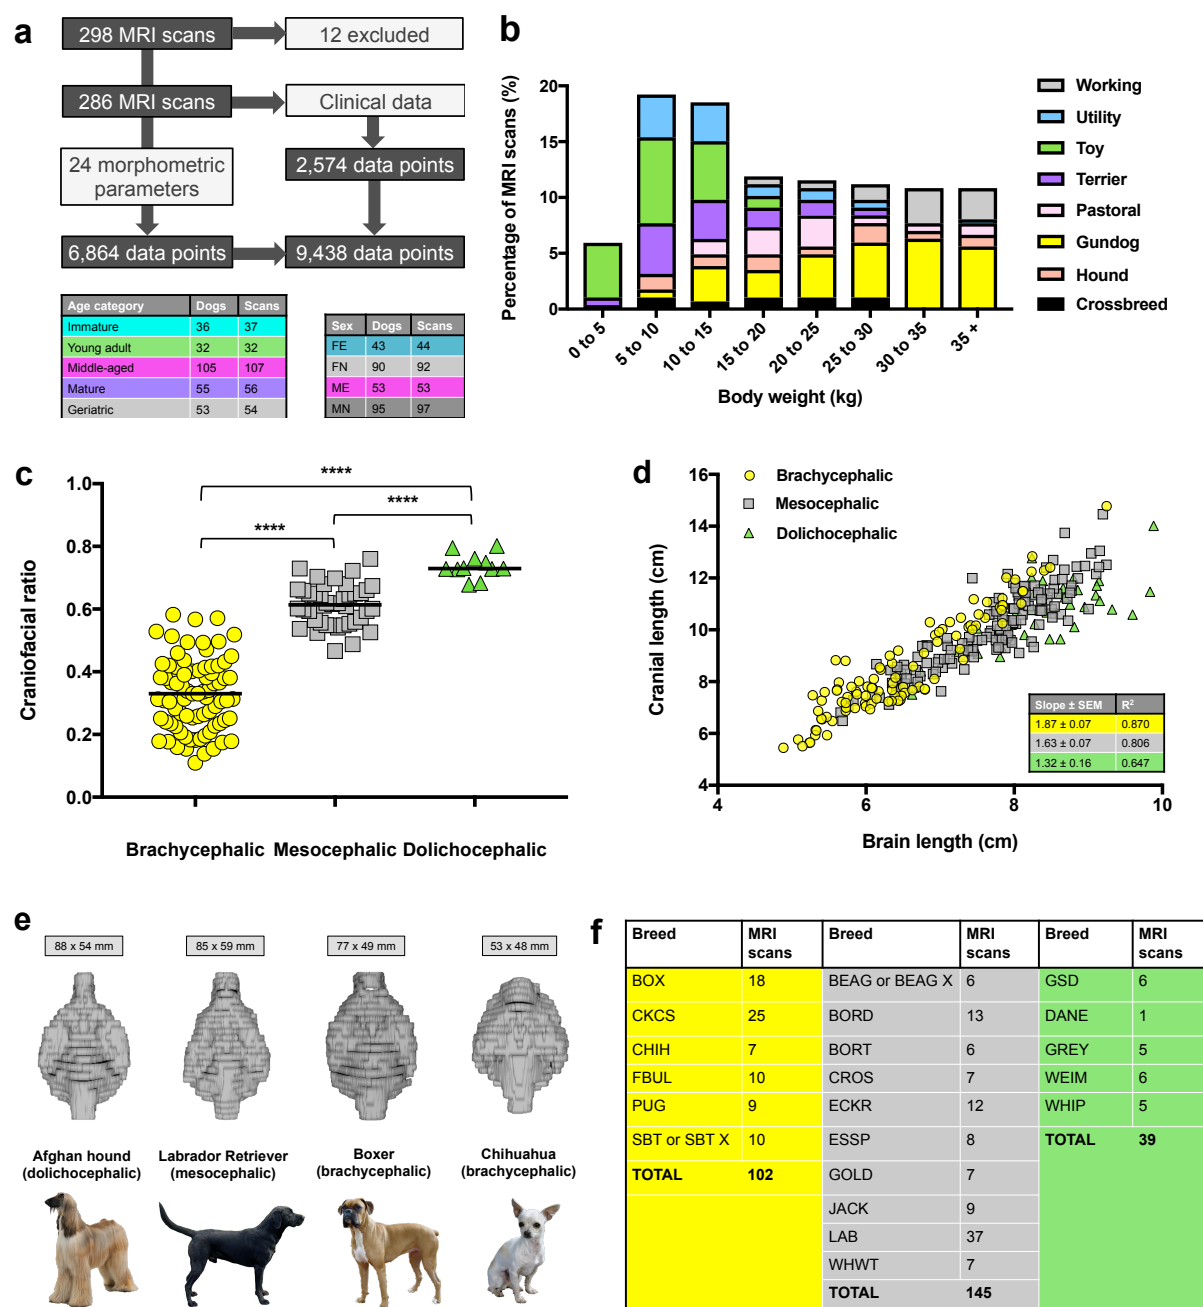 a
298 MRI scans
12 excluded
286 MRI scans
Clinical data
24 morphometric
parameters
2,574 data points
6,864 data points
9,438 data points
Age category Dogs Scans
Immature 36 37
Young adult 32 32
Middle-aged 105 107
Mature 55 56
Geriatric 53 54
Sex Dogs Scans
FE 43 44
FN 90 92
ME 53 53
MN 95 97
b
Percentage of MRI scans (%)
20
15
10
5
0
0 to 5
5 to 10
10 to 15
15 to 20
20 to 25
25 to 30
30 to 35
35 +
Body weight (kg)
Working
Utility
Toy
Terrier
Pastoral
Gundog
Hound
Crossbreed
c
Craniofacial ratio
1.0
0.8
0.6
0.4
0.2
0.0
****
****
****
Brachycephalic Mesocephalic Dolichocephalic
d
Cranial length (cm)
16
14
12
10
8
6
4
Brachycephalic
Mesocephalic
Dolichocephalic
Slope ± SEM R²
1.87 ± 0.07 0.870
1.63 ± 0.07 0.806
1.32 ± 0.16 0.647
4 6 8 10
Brain length (cm)
e
88 x 54 mm
85 x 59 mm
77 x 49 mm
53 x 48 mm
Afghan hound
(dolichocephalic)
Labrador Retriever
(mesocephalic)
Boxer
(brachycephalic)
Chihuahua
(brachycephalic)
f
Breed MRI scans Breed MRI scans Breed MRI scans
BOX 18 BEAG or BEAG X 6 GSD 6
CKCS 25 BORD 13 DANE 1
CHIH 7 BORT 6 GREY 5
FBUL 10 CROS 7 WEIM 6
PUG 9 ECKR 12 WHIP 5
SBT or SBT X 10 ESSP 8 TOTAL 39
TOTAL 102 GOLD 7
JACK 9
LAB 37
WHWT 7
TOTAL 145